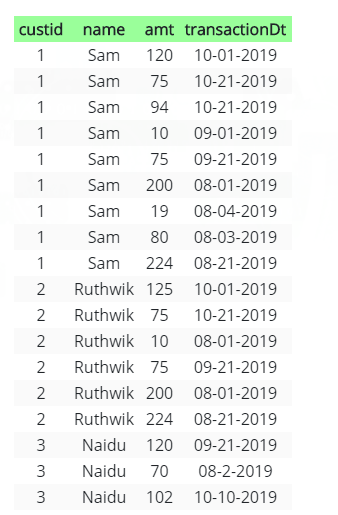 custid name amt transactionDt
1 Sam 120 10-01-2019
1 Sam 75 10-21-2019
1 Sam 94 10-21-2019
1 Sam 10 09-01-2019
1 Sam 75 09-21-2019
1 Sam 200 08-01-2019
1 Sam 19 08-04-2019
1 Sam 80 08-03-2019
1 Sam 224 08-21-2019
2 Ruthwik 125 10-01-2019
2 Ruthwik 75 10-21-2019
2 Ruthwik 10 08-01-2019
2 Ruthwik 75 09-21-2019
2 Ruthwik 200 08-01-2019
2 Ruthwik 224 08-21-2019
3 Naidu 120 09-21-2019
3 Naidu 70 08-2-2019
3 Naidu 102 10-10-2019